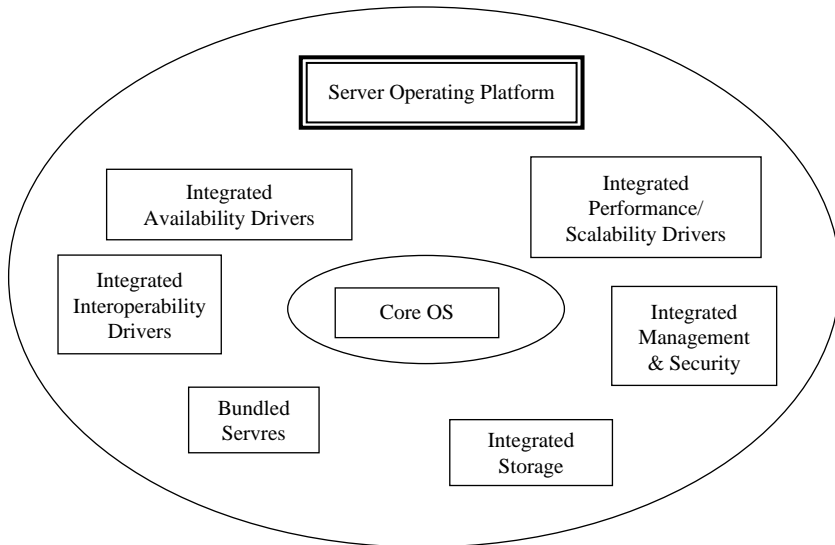 Server Operating Platform
Integrated
Availability Drivers
Integrated
Performance/
Scalability Drivers
Integrated
Interoperability
Drivers
Core OS
Integrated
Management
& Security
Bundled
Servres
Integrated
Storage